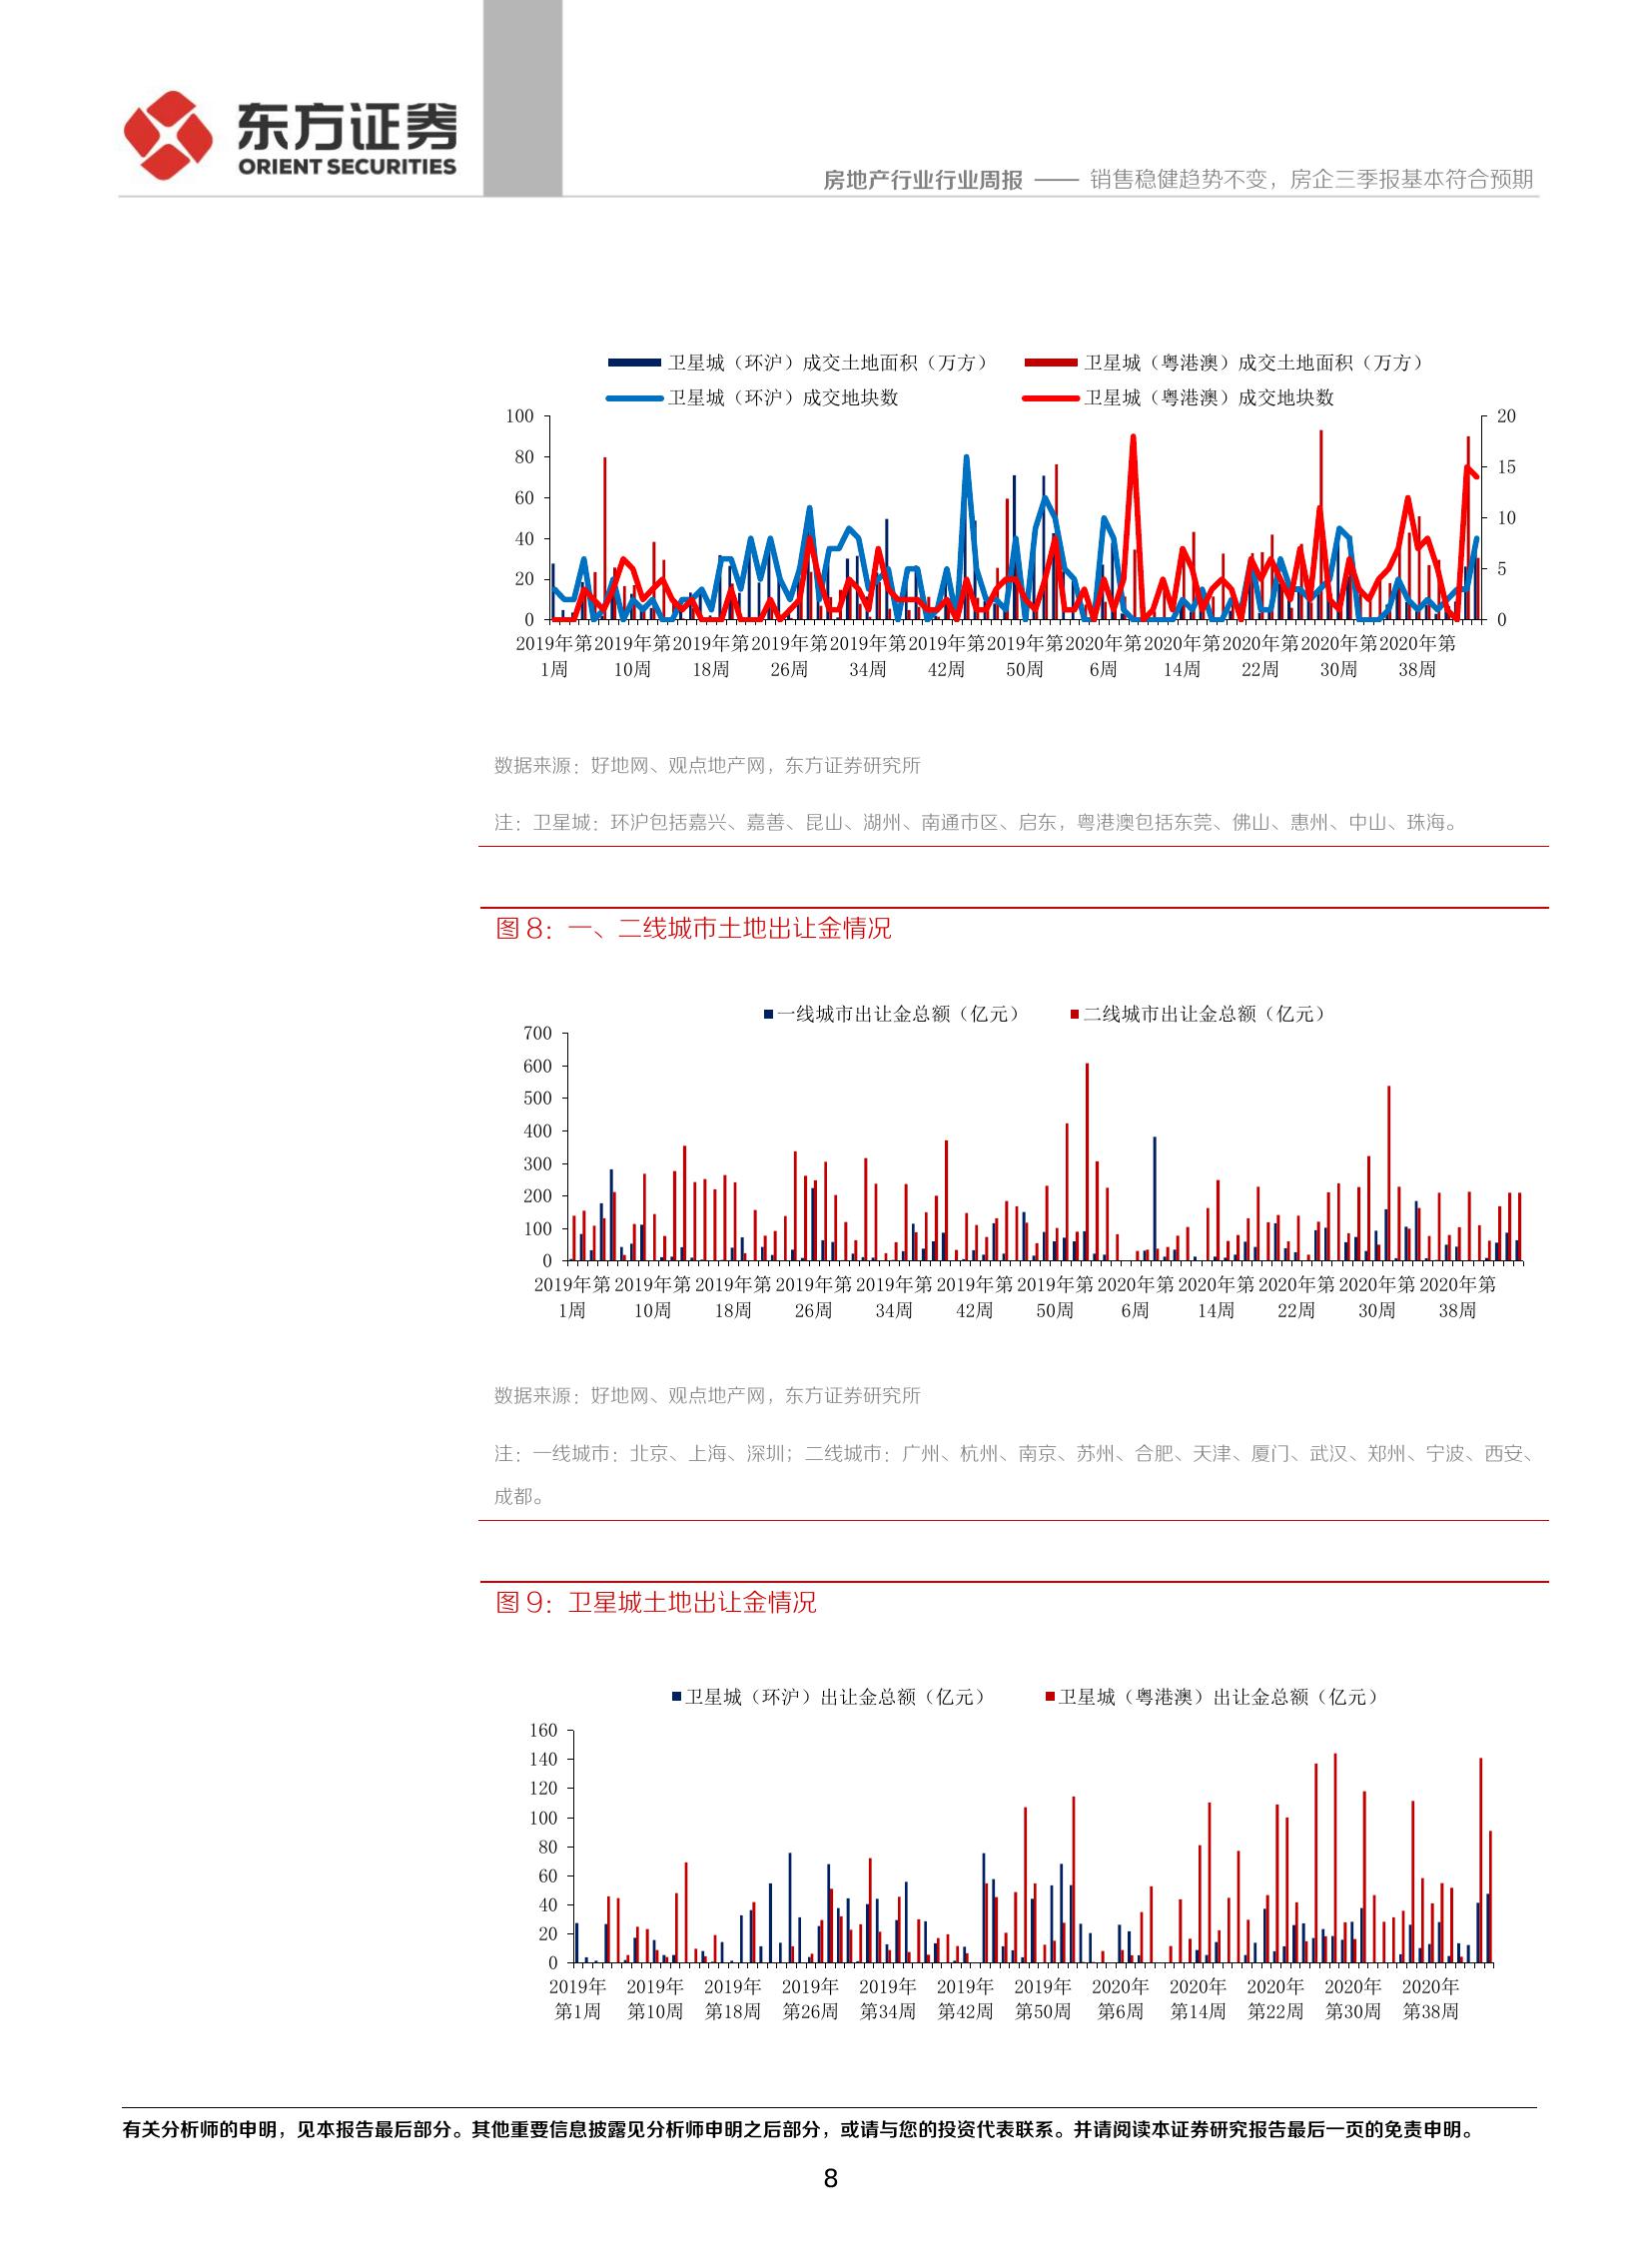 东方证券
ORIENT SECURITIES
房地产行业行业周报 —— 销售稳健趋势不变，房企三季报基本符合预期
卫星城（环沪）成交土地面积（万方） 卫星城（粤港澳）成交土地面积（万方）
卫星城（环沪）成交地块数 卫星城（粤港澳）成交地块数
100 20
80 15
60
40 10
20 5
0 0
2019年第2019年第2019年第2019年第2019年第2019年第2019年第2020年第2020年第2020年第2020年第2020年第
1周 10周 18周 26周 34周 42周 50周 6周 14周 22周 30周 38周
数据来源：好地网、观点地产网，东方证券研究所
注：卫星城：环沪包括嘉兴、嘉善、昆山、湖州、南通市区、启东，粤港澳包括东莞、佛山、惠州、中山、珠海。
图 8：一、二线城市土地出让金情况
一线城市出让金总额（亿元） 二线城市出让金总额（亿元）
700
600
500
400
300
200
100
0
2019年第 2019年第 2019年第 2019年第 2019年第 2019年第 2019年第 2020年第 2020年第 2020年第 2020年第 2020年第
1周 10周 18周 26周 34周 42周 50周 6周 14周 22周 30周 38周
数据来源：好地网、观点地产网，东方证券研究所
注：一线城市：北京、上海、深圳；二线城市：广州、杭州、南京、苏州、合肥、天津、厦门、武汉、郑州、宁波、西安、
成都。
图 9：卫星城土地出让金情况
卫星城（环沪）出让金总额（亿元） 卫星城（粤港澳）出让金总额（亿元）
160
140
120
100
80
60
40
20
0
2019年 2019年 2019年 2019年 2019年 2019年 2019年 2020年 2020年 2020年 2020年 2020年
第1周 第10周 第18周 第26周 第34周 第42周 第50周 第6周 第14周 第22周 第30周 第38周
有关分析师的申明，见本报告最后部分。其他重要信息披露见分析师申明之后部分，或请与您的投资代表联系。并请阅读本证券研究报告最后一页的免责申明。
8